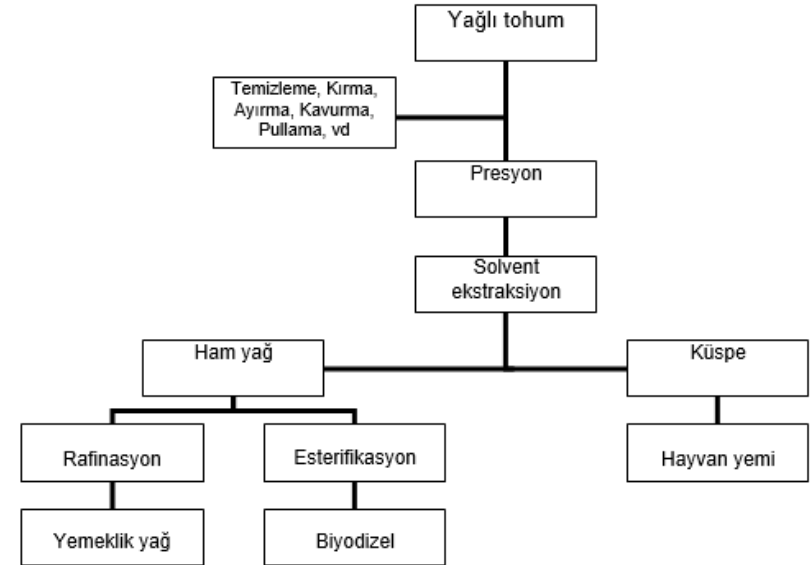 Yağlı tohum
Temizleme, Kırma,
Ayırma, Kavurma,
Pullama, vd
Presyon
Solvent
ekstraksiyon
Ham yağ
Küspe
Rafinasyon
Esterifikasyon
Hayvan yemi
Yemeklik yağ
Biyodizel